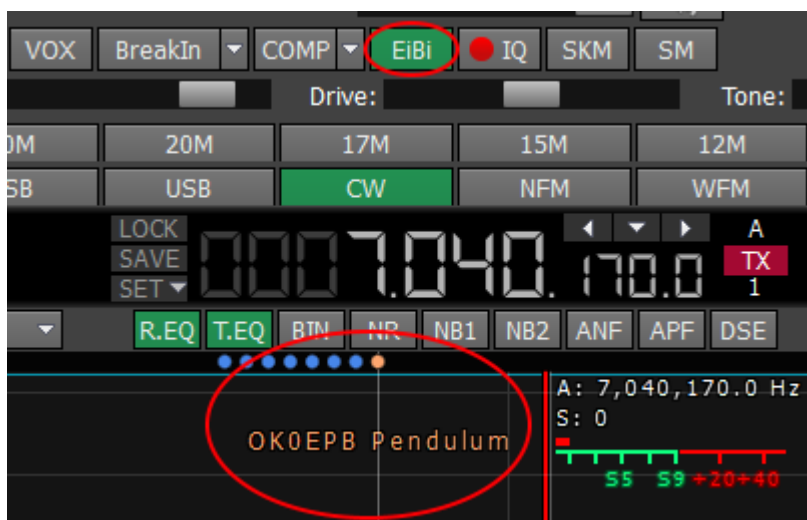 VOX BreakIn COMP EiBi IQ SKM SM
Drive: Tone:
20M 17M 15M 12M
USB CW NFM WFM
LOCK
SAVE
SET
0007.040.170.0
A
TX
1
R.EQ T.EQ BIN NR NB1 NB2 ANF APF DSE
OK0EPB Pendulum
A: 7,040,170.0 Hz
S: 0
S5 S9 +20+40